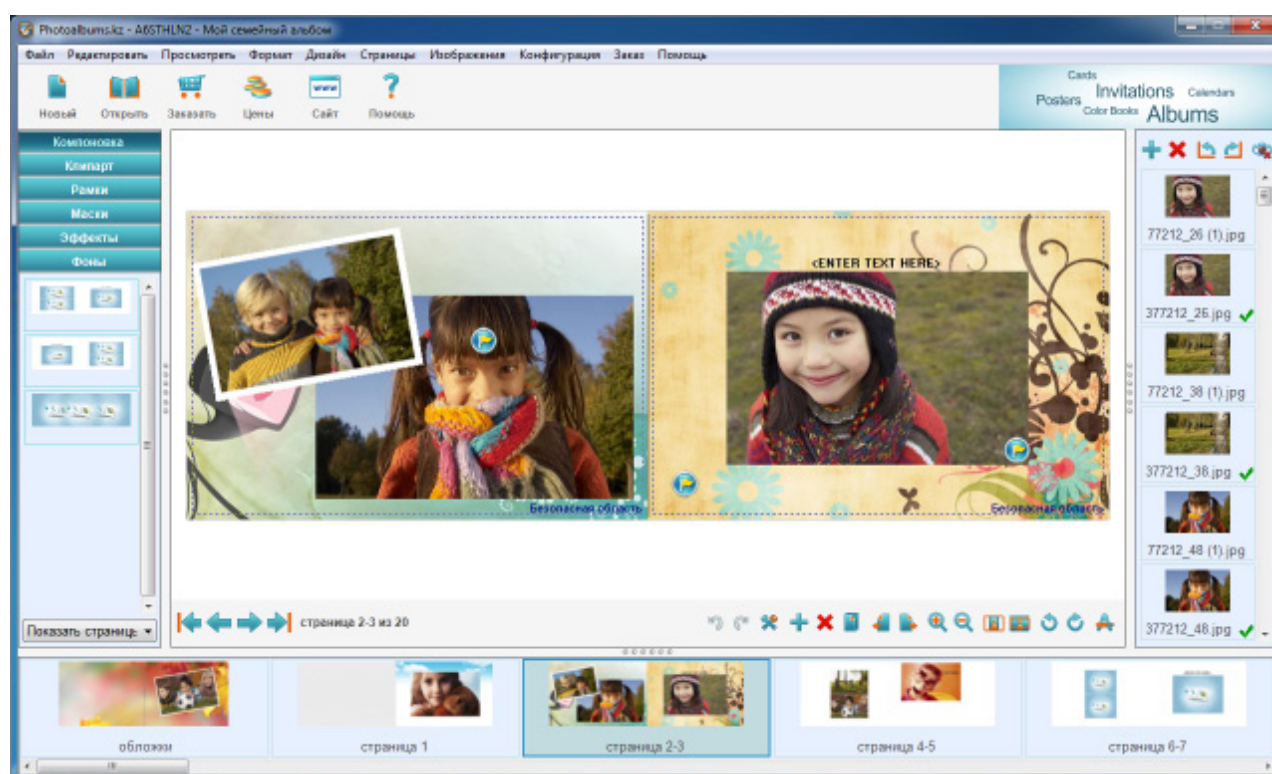 Photoalbums.kz - A6STHLN2 - Мой семейный альбом
Файл Редактировать Просмотреть Формат Дизайн Страницы Изображения Конфигурация Заказ Помощь
Новый Открыть Заказать Цены www Сайт ? Помощь
Cards
Invitations Calendars
Posters Color Books Albums
Компоновка
Клипарт
Рамки
Маски
Эффекты
Фоны
<ENTER TEXT HERE>
Безопасная область
Безопасная область
77212_26 (1).jpg
377212_26.jpg
77212_38 (1).jpg
377212_38.jpg
77212_48 (1).jpg
377212_48.jpg
Показать страниць
страница 2-3 из 20
обложки
страница 1
страница 2-3
страница 4-5
страница 6-7